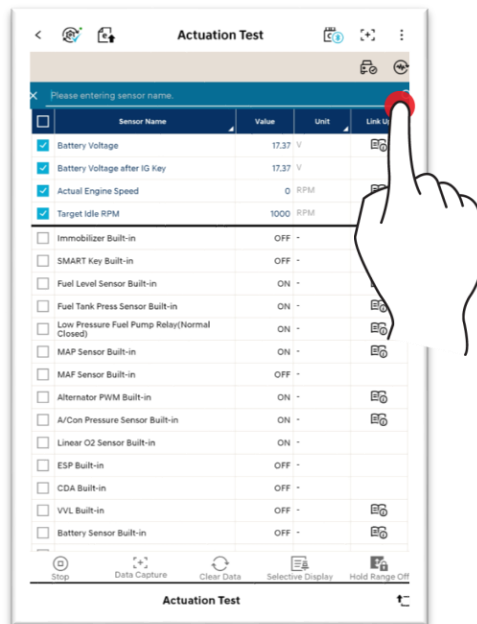 Actuation Test
Please entering sensor name.
Sensor Name Value Unit Link Up
Battery Voltage 17.37 V
Battery Voltage after IG Key 17.37 V
Actual Engine Speed 0 RPM
Target Idle RPM 1000 RPM
Immobilizer Built-in OFF -
SMART Key Built-in OFF -
Fuel Level Sensor Built-in ON -
Fuel Tank Press Sensor Built-in ON -
Low Pressure Fuel Pump Relay(Normal
Closed) ON -
MAP Sensor Built-in ON -
MAF Sensor Built-in OFF -
Alternator PWM Built-in ON -
A/Con Pressure Sensor Built-in ON -
Linear O2 Sensor Built-in ON -
ESP Built-in OFF -
CDA Built-in OFF -
VVL Built-in OFF -
Battery Sensor Built-in OFF -
Stop Data Capture Clear Data Selective Display Hold Range Off
Actuation Test